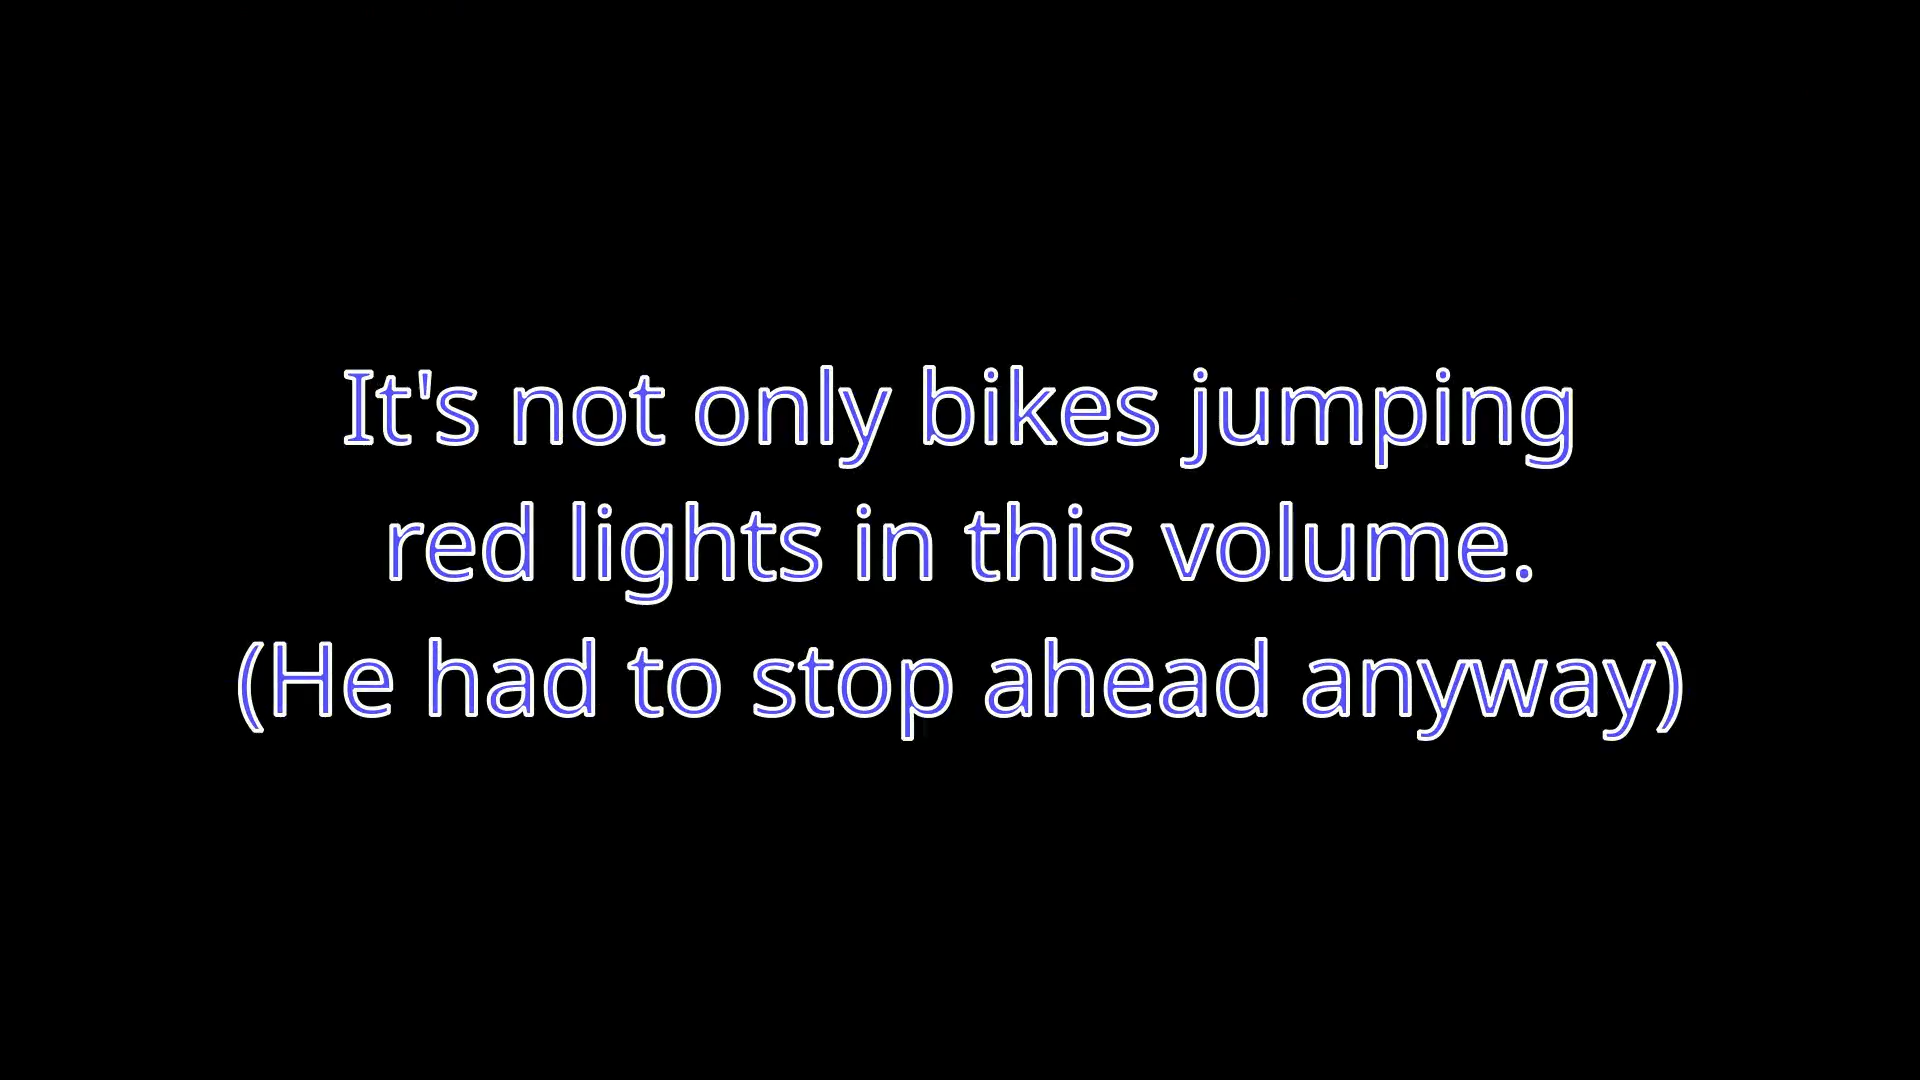 It's not only bikes jumping
red lights in this volume.
(He had to stop ahead anyway)